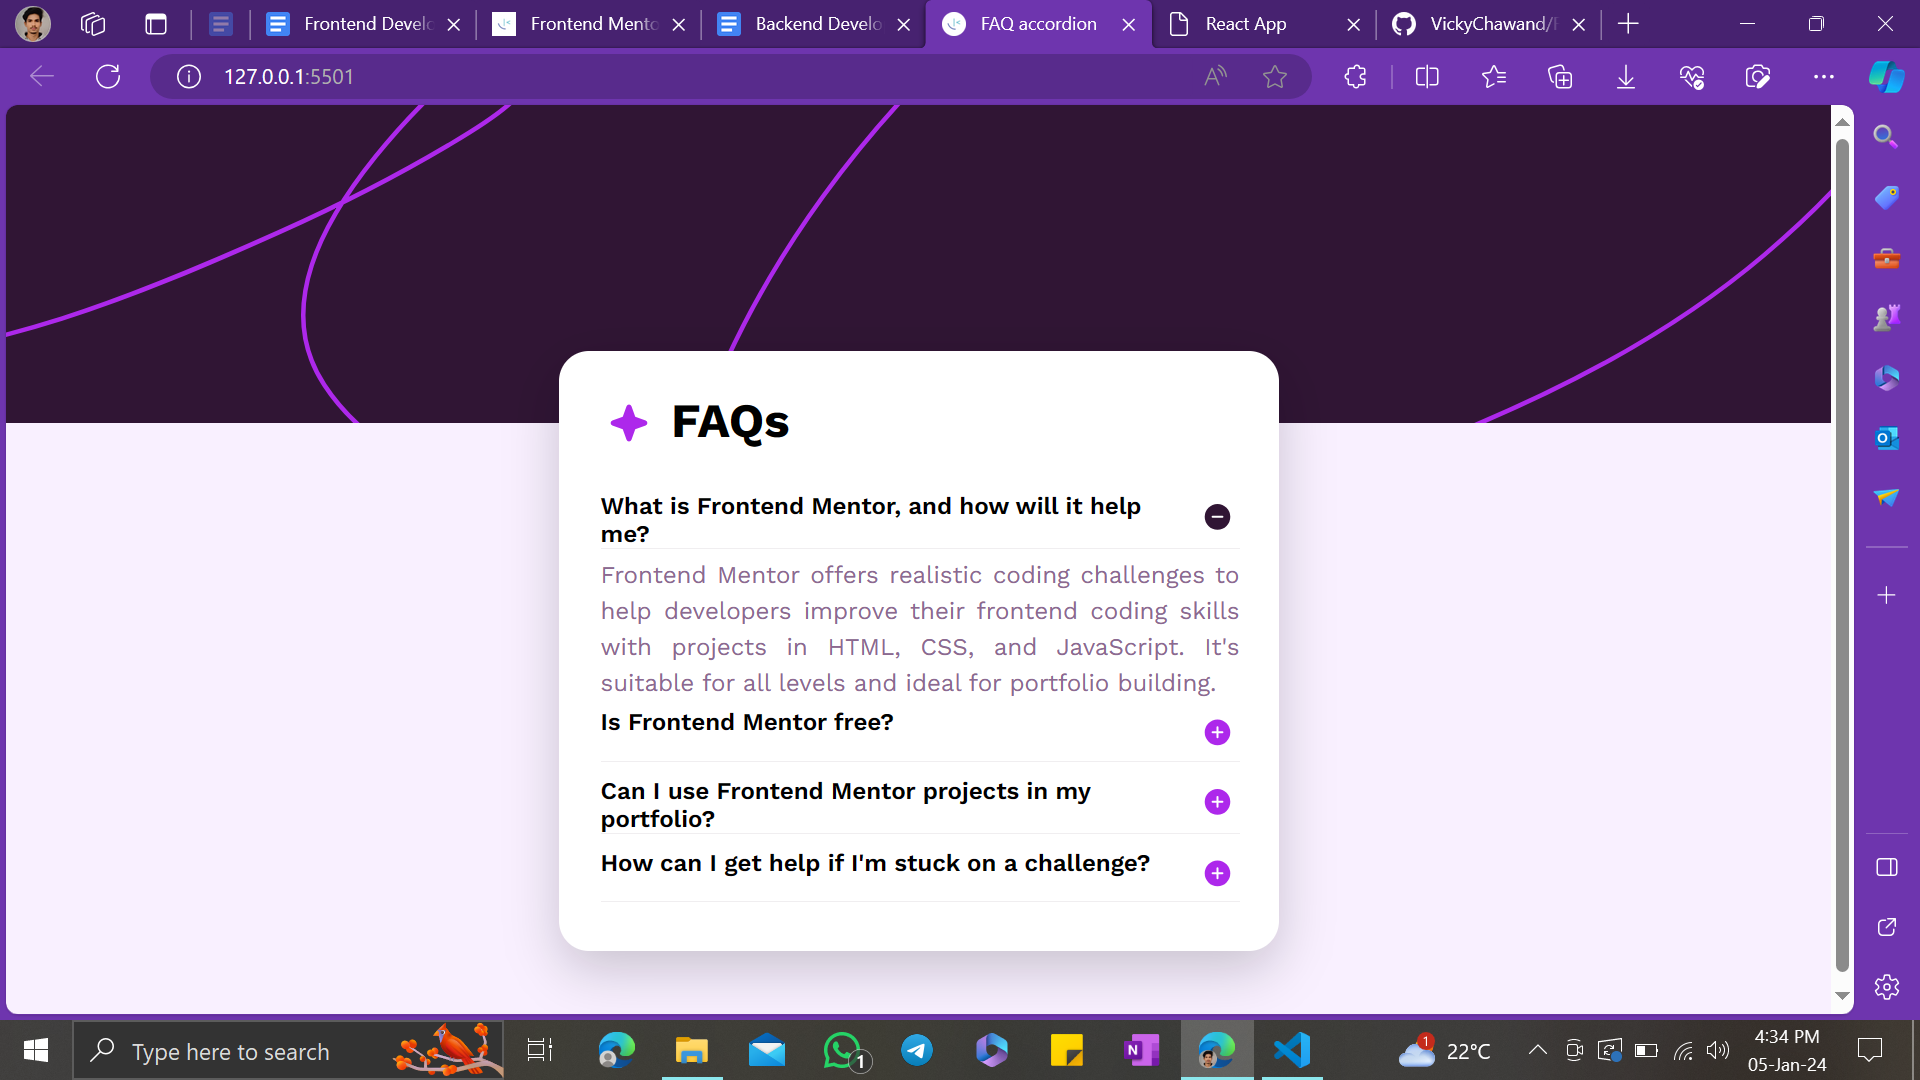 Frontend Develo
Frontend Mento
Backend Develo
FAQ accordion
React App
VickyChawand/F
127.0.0.1:5501
FAQs
What is Frontend Mentor, and how will it help
me?
Frontend Mentor offers realistic coding challenges to
help developers improve their frontend coding skills
with projects in HTML, CSS, and JavaScript. It's
suitable for all levels and ideal for portfolio building.
Is Frontend Mentor free?
Can I use Frontend Mentor projects in my
portfolio?
How can I get help if I'm stuck on a challenge?
Type here to search
1
N
1
22°C
4:34 PM
05-Jan-24